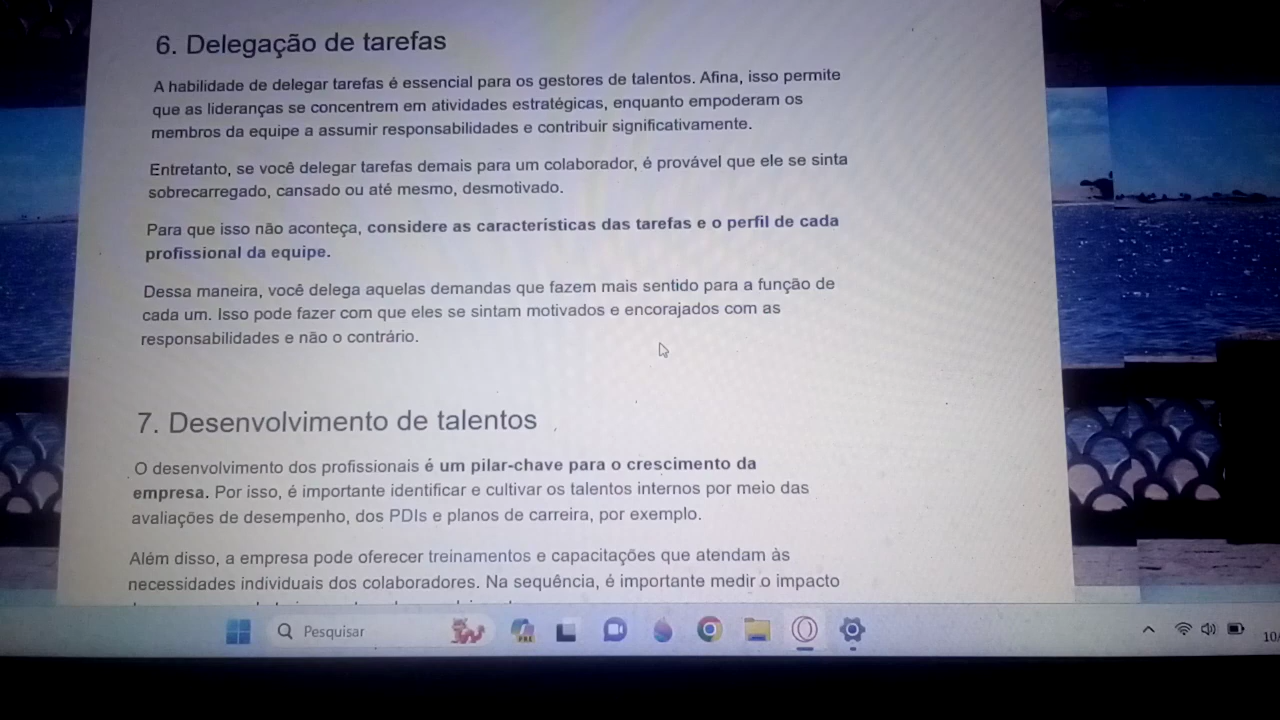 6. Delegação de tarefas
A habilidade de delegar tarefas é essencial para os gestores de talentos. Afina, isso permite
que as lideranças se concentrem em atividades estratégicas, enquanto empoderam os
membros da equipe a assumir responsabilidades e contribuir significativamente.
Entretanto, se você delegar tarefas demais para um colaborador, é provável que ele se sinta
sobrecarregado, cansado ou até mesmo, desmotivado.
Para que isso não aconteça, considere as características das tarefas e o perfil de cada
profissional da equipe.
Dessa maneira, você delega aquelas demandas que fazem mais sentido para a função de
cada um. Isso pode fazer com que eles se sintam motivados e encorajados com as
responsabilidades e não o contrário.
7. Desenvolvimento de talentos
O desenvolvimento dos profissionais é um pilar-chave para o crescimento da
empresa. Por isso, é importante identificar e cultivar os talentos internos por meio das
avaliações de desempenho, dos PDIs e planos de carreira, por exemplo.
Além disso, a empresa pode oferecer treinamentos e capacitações que atendam às
necessidades individuais dos colaboradores. Na sequência, é importante medir o impacto
Pesquisar
PRE
10/